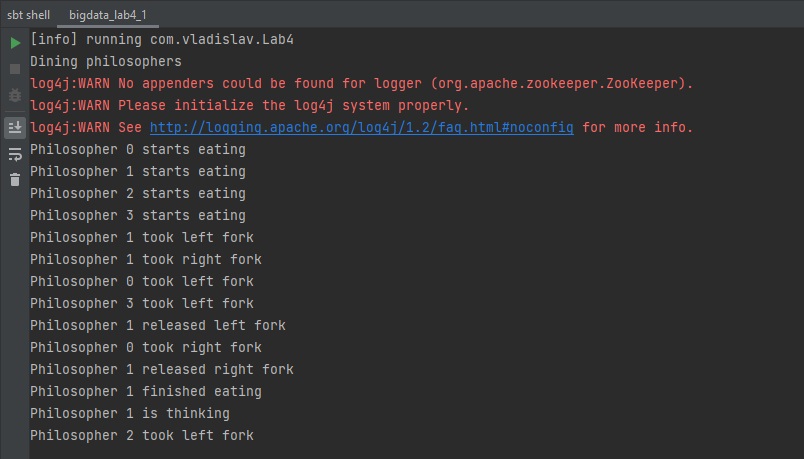 sbt shell bigdata_lab4_1
[info] running com.vladislav.Lab4
Dining philosophers
log4j:WARN No appenders could be found for logger (org.apache.zookeeper.ZooKeeper).
log4j:WARN Please initialize the log4j system properly.
log4j:WARN See http://logging.apache.org/log4j/1.2/faq.html#noconfig for more info.
Philosopher 0 starts eating
Philosopher 1 starts eating
Philosopher 2 starts eating
Philosopher 3 starts eating
Philosopher 1 took left fork
Philosopher 1 took right fork
Philosopher 0 took left fork
Philosopher 3 took left fork
Philosopher 1 released left fork
Philosopher 0 took right fork
Philosopher 1 released right fork
Philosopher 1 finished eating
Philosopher 1 is thinking
Philosopher 2 took left fork